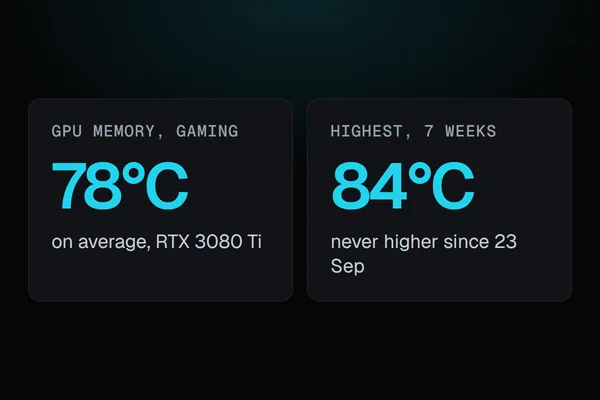 GPU MEMORY, GAMING
78°C
on average, RTX 3080 Ti
HIGHEST, 7 WEEKS
84°C
never higher since 23
Sep